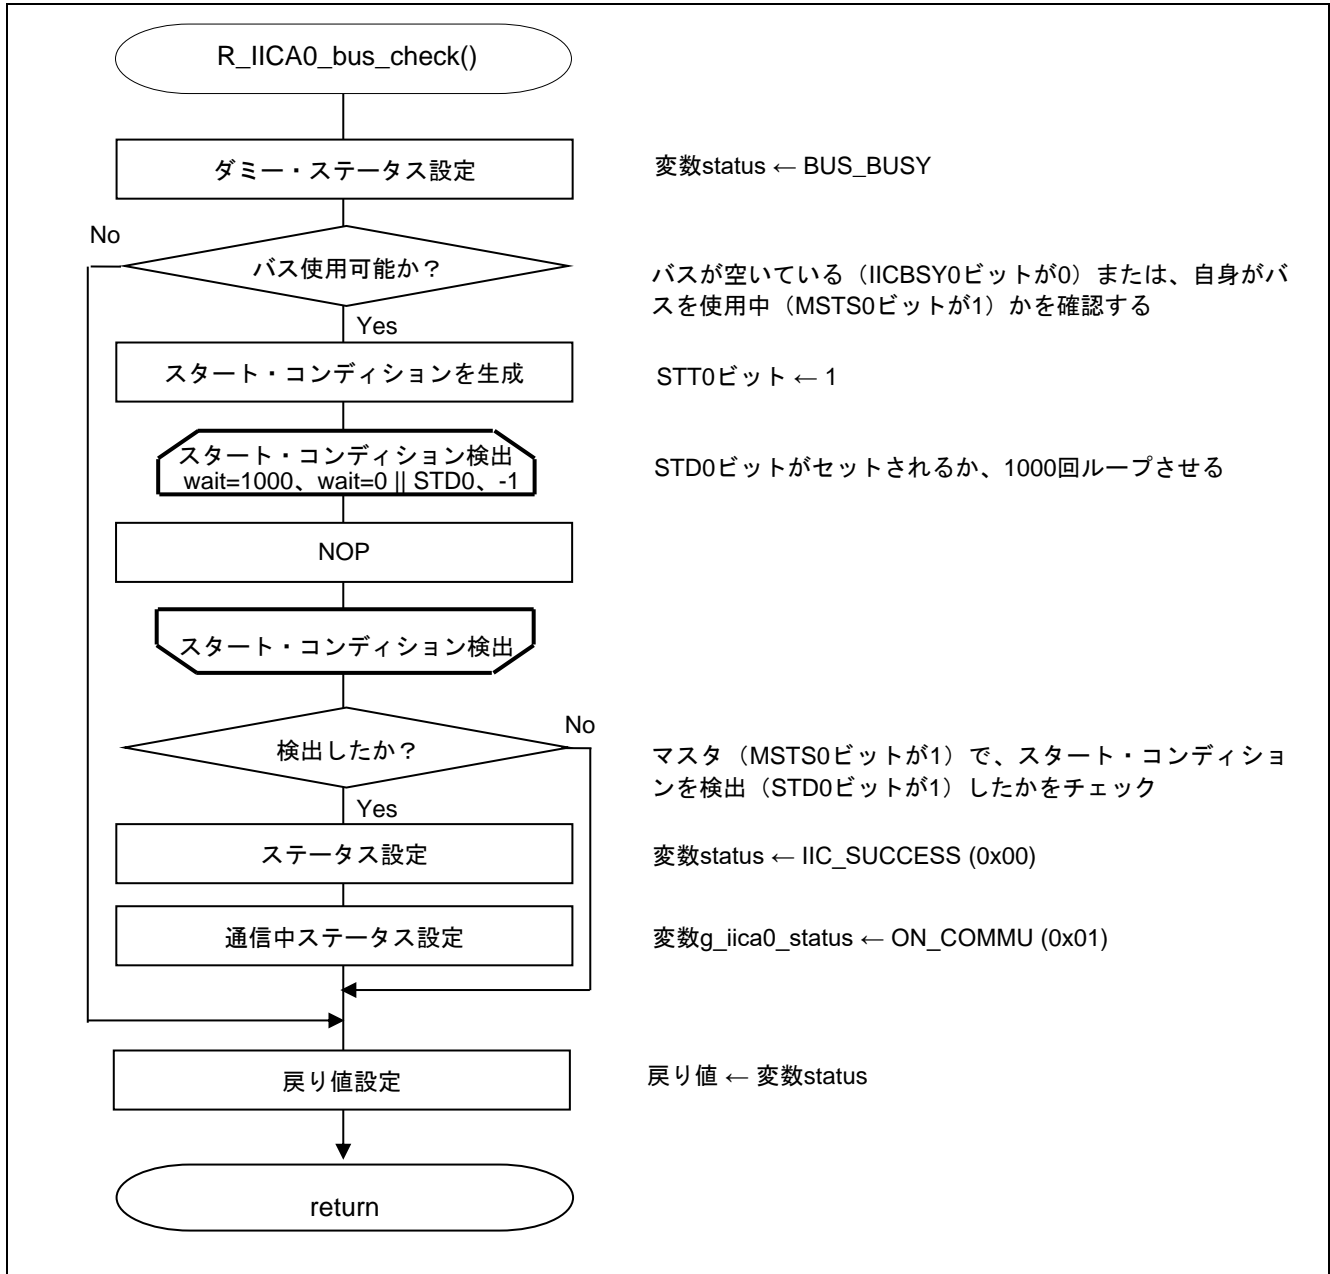 R_IICA0_bus_check()
ダミー・ステータス設定
変数status ← BUS_BUSY
No
バス使用可能か？
バスが空いている（IICBSY0ビットが0）または、自身がバ
スを使用中（MSTS0ビットが1）かを確認する
Yes
スタート・コンディションを生成
STT0ビット ← 1
スタート・コンディション検出
wait=1000、wait=0 || STD0、-1
STD0ビットがセットされるか、1000回ループさせる
NOP
スタート・コンディション検出
No
検出したか？
マスタ（MSTS0ビットが1）で、スタート・コンディショ
ンを検出（STD0ビットが1）したかをチェック
Yes
ステータス設定
変数status ← IIC_SUCCESS (0x00)
通信中ステータス設定
変数g_iica0_status ← ON_COMMU (0x01)
戻り値設定
戻り値 ← 変数status
return